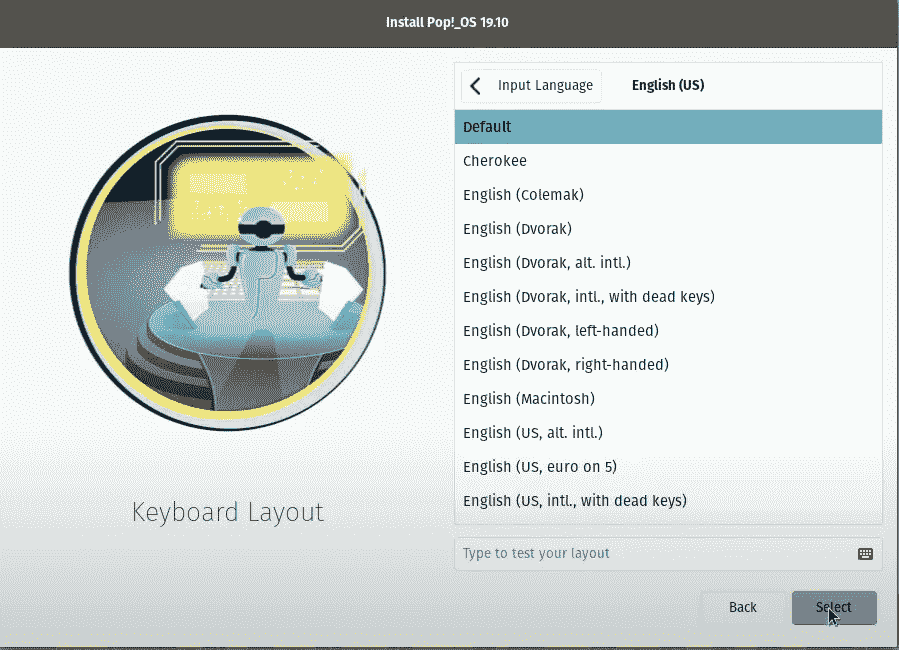 Install Pop!_OS 19.10
Input Language English (US)
Default
Cherokee
English (Colemak)
English (Dvorak)
English (Dvorak, alt. intl.)
English (Dvorak, intl., with dead keys)
English (Dvorak, left-handed)
English (Dvorak, right-handed)
English (Macintosh)
English (US, alt. intl.)
English (US, euro on 5)
English (US, intl., with dead keys)
Keyboard Layout
Type to test your layout
Back Select